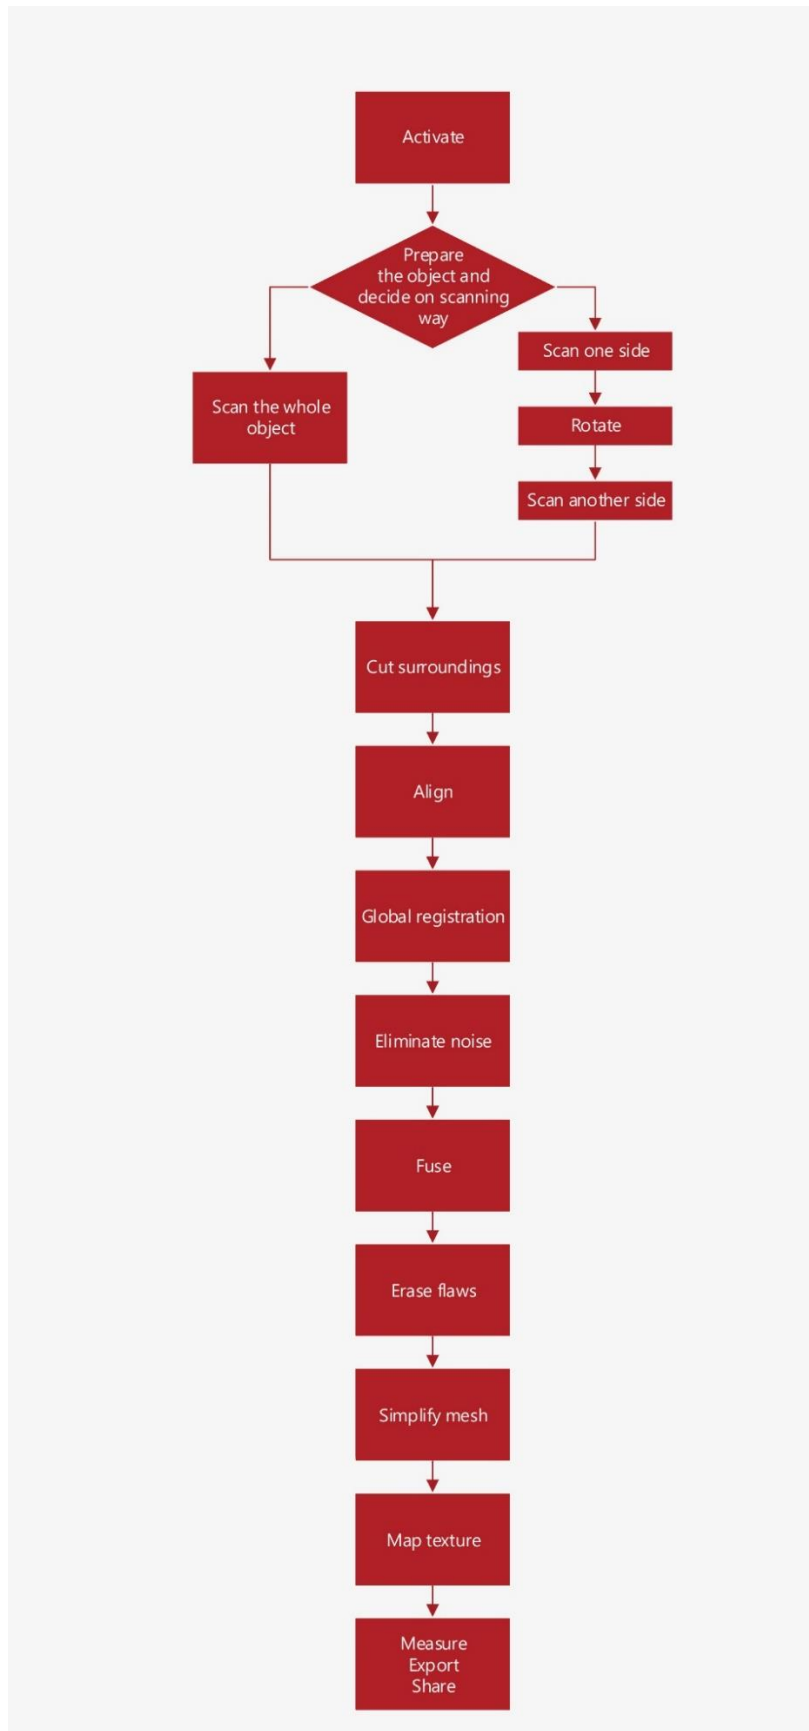 Activate
Prepare
the object and
decide on scanning
way
Scan the whole
object
Scan one side
Rotate
Scan another side
Cut surroundings
Align
Global registration
Eliminate noise
Fuse
Erase flaws
Simplify mesh
Map texture
Measure
Export
Share